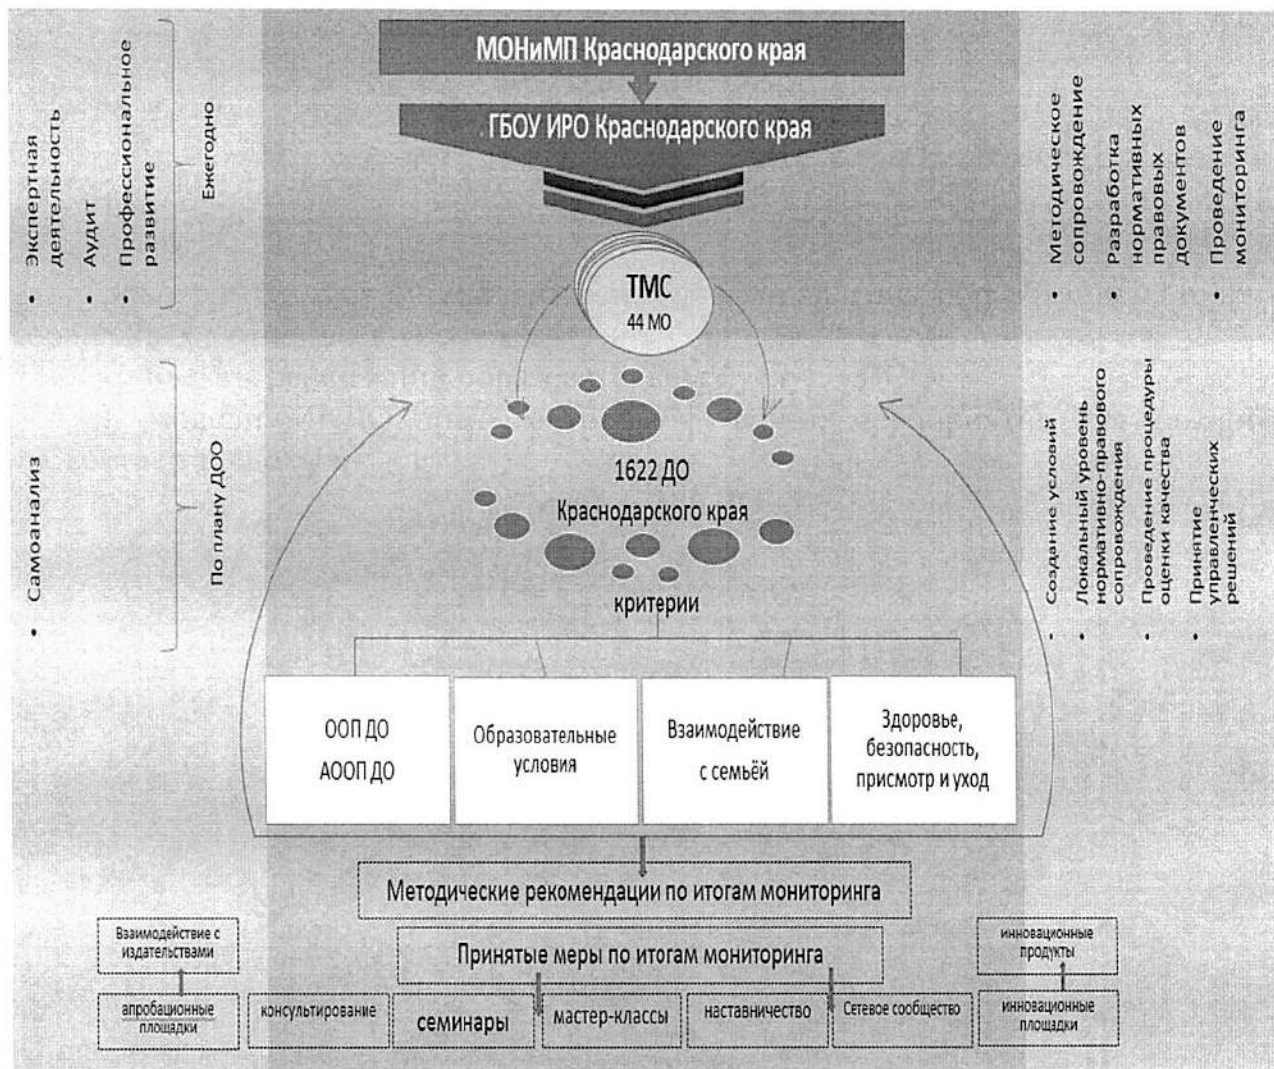 МОНиМП Краснодарского края
ГБОУ ИРО Краснодарского края
• Экспертная
деятельность
• Аудит
• Профессиональное
развитие
Ежегодно
• Методическое
сопровождение
• Разработка
нормативных
правовых
документов
• Проведение
мониторинга
ТМС
44 МО
• Самоанализ
По плану ДОО
1622 ДО
Краснодарского края
критерии
• Создание условий
• Локальный уровень
нормативно-правового
сопровождения
• Проведение процедуры
оценки качества
• Принятие
управленческих
решений
ООП ДО
АООП ДО
Образовательные
условия
Взаимодействие
с семьёй
Здоровье,
безопасность,
присмотр и уход
Методические рекомендации по итогам мониторинга
Взаимодействие с
издательствами
Принятые меры по итогам мониторинга
инновационные
продукты
апробационные
площадки
консультирование
семинары
мастер-классы
наставничество
Сетевое сообщество
инновационные
площадки